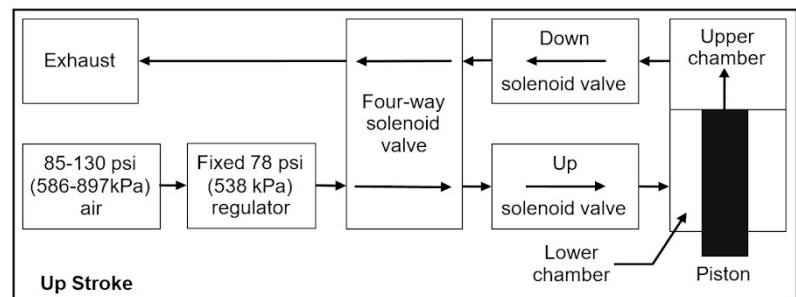 Exhaust
Four-way
solenoid
valve
Down
solenoid valve
Upper
chamber
85-130 psi
(586-897kPa)
air
Fixed 78 psi
(538 kPa)
regulator
Up
solenoid valve
Lower
chamber
Piston
Up Stroke